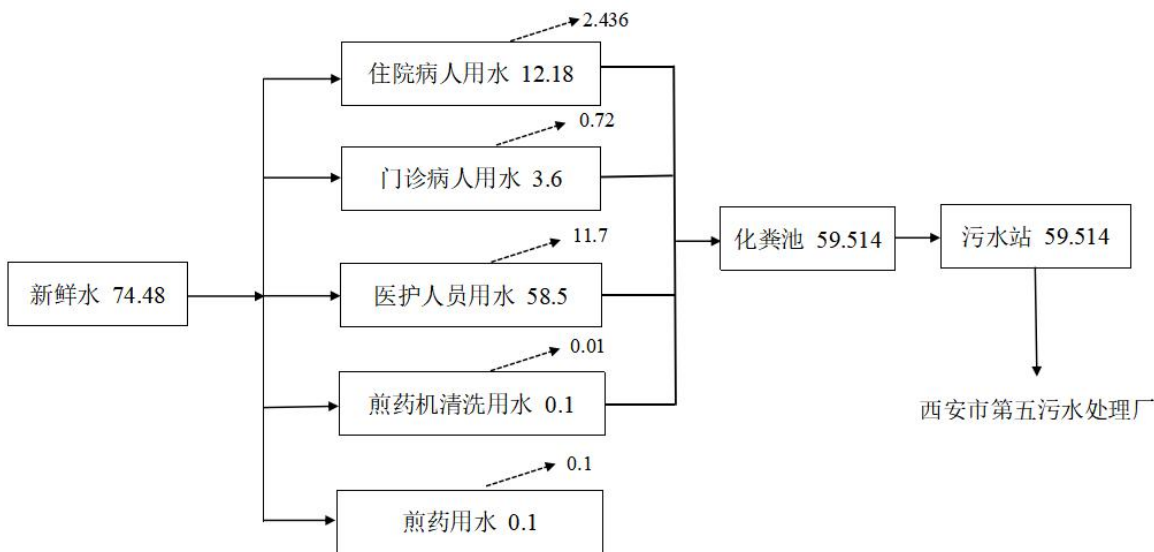 2.436
住院病人用水 12.18
0.72
门诊病人用水 3.6
11.7
医护人员用水 58.5
新鲜水 74.48
化粪池 59.514
污水站 59.514
0.01
煎药机清洗用水 0.1
西安市第五污水处理厂
0.1
煎药用水 0.1